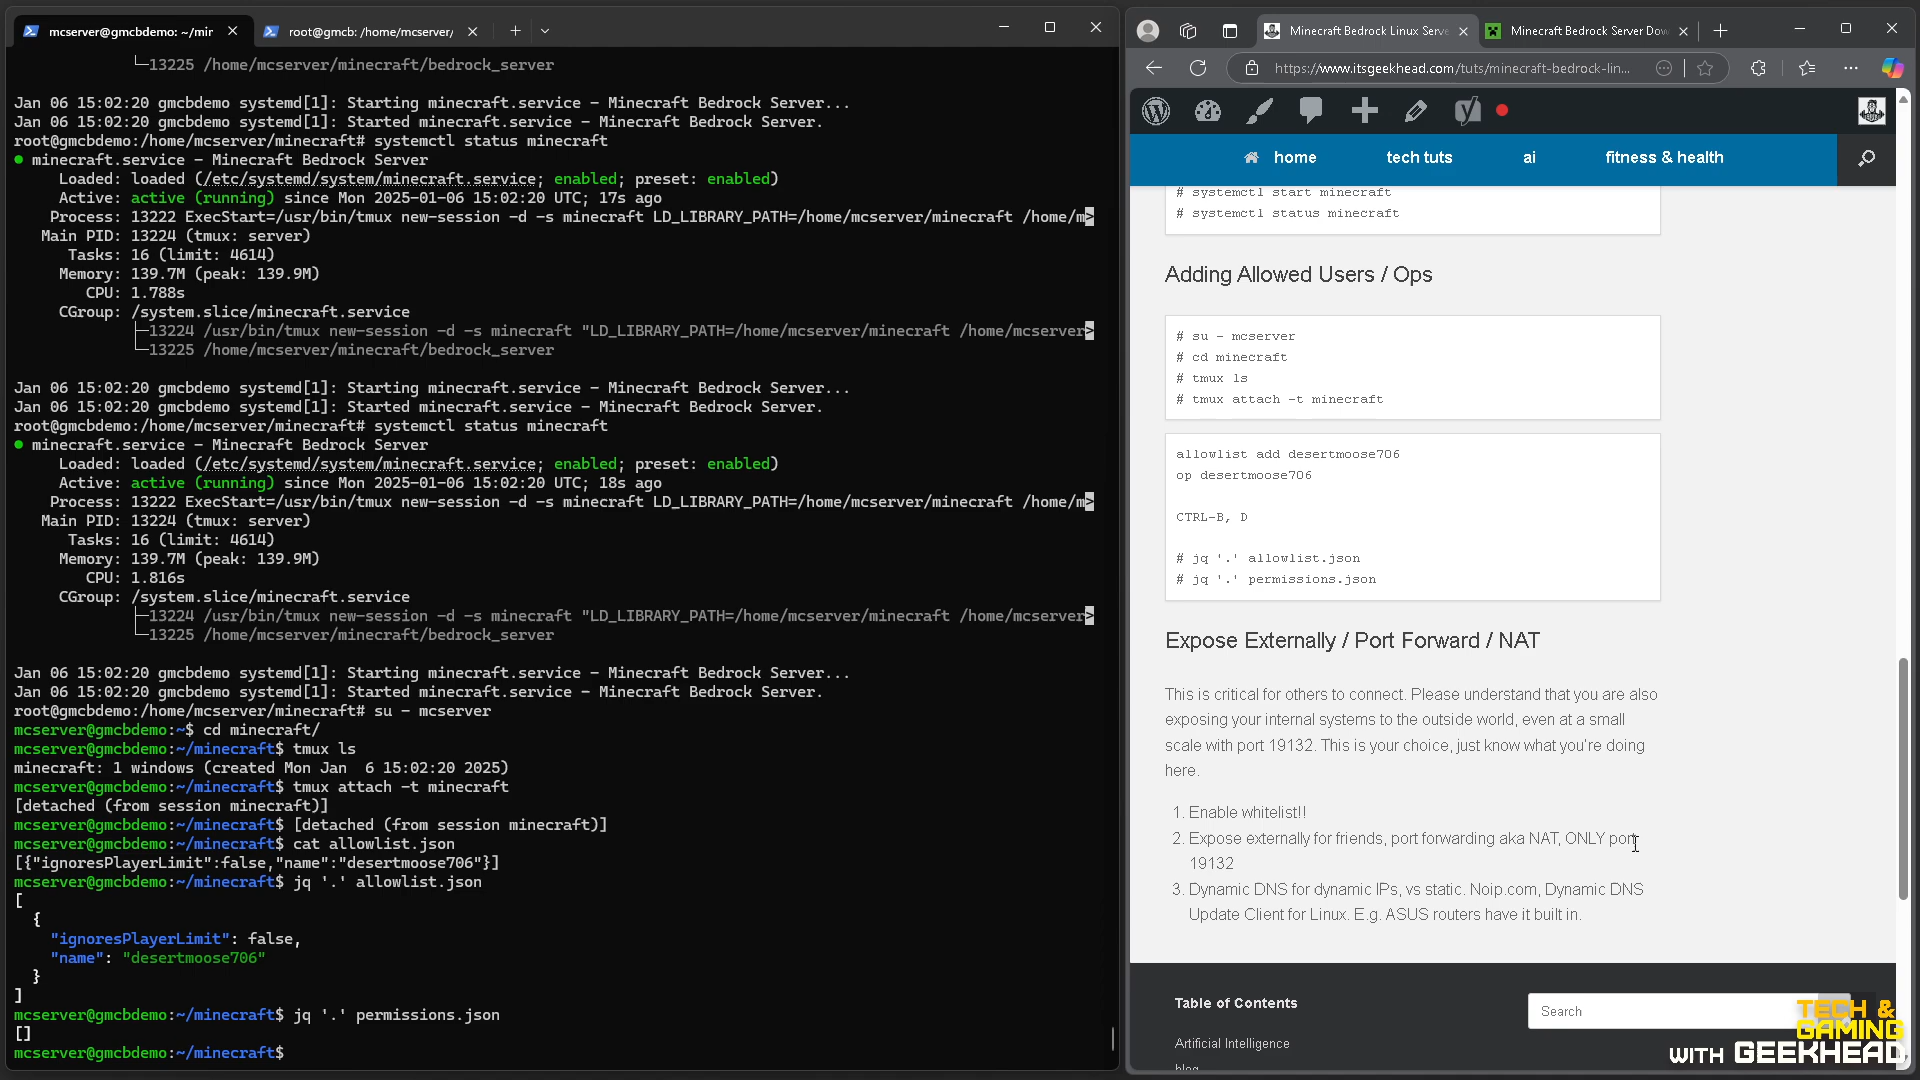 mcserver@gmcbdemo: ~/mir
root@gmcb: /home/mcserver/
└─13225 /home/mcserver/minecraft/bedrock_server
Jan 06 15:02:20 gmcbdemo systemd[1]: Starting minecraft.service - Minecraft Bedrock Server...
Jan 06 15:02:20 gmcbdemo systemd[1]: Started minecraft.service - Minecraft Bedrock Server.
root@gmcbdemo:/home/mcserver/minecraft# systemctl status minecraft
● minecraft.service - Minecraft Bedrock Server
Loaded: loaded (/etc/systemd/system/minecraft.service; enabled; preset: enabled)
Active: active (running) since Mon 2025-01-06 15:02:20 UTC; 17s ago
Process: 13222 ExecStart=/usr/bin/tmux new-session -d -s minecraft LD_LIBRARY_PATH=/home/mcserver/minecraft /home/m>
Main PID: 13224 (tmux: server)
Tasks: 16 (limit: 4614)
Memory: 139.7M (peak: 139.9M)
CPU: 1.788s
CGroup: /system.slice/minecraft.service
├─13224 /usr/bin/tmux new-session -d -s minecraft "LD_LIBRARY_PATH=/home/mcserver/minecraft /home/mcserver>
└─13225 /home/mcserver/minecraft/bedrock_server
Jan 06 15:02:20 gmcbdemo systemd[1]: Starting minecraft.service - Minecraft Bedrock Server...
Jan 06 15:02:20 gmcbdemo systemd[1]: Started minecraft.service - Minecraft Bedrock Server.
root@gmcbdemo:/home/mcserver/minecraft# systemctl status minecraft
● minecraft.service - Minecraft Bedrock Server
Loaded: loaded (/etc/systemd/system/minecraft.service; enabled; preset: enabled)
Active: active (running) since Mon 2025-01-06 15:02:20 UTC; 18s ago
Process: 13222 ExecStart=/usr/bin/tmux new-session -d -s minecraft LD_LIBRARY_PATH=/home/mcserver/minecraft /home/m>
Main PID: 13224 (tmux: server)
Tasks: 16 (limit: 4614)
Memory: 139.7M (peak: 139.9M)
CPU: 1.816s
CGroup: /system.slice/minecraft.service
├─13224 /usr/bin/tmux new-session -d -s minecraft "LD_LIBRARY_PATH=/home/mcserver/minecraft /home/mcserver>
└─13225 /home/mcserver/minecraft/bedrock_server
Jan 06 15:02:20 gmcbdemo systemd[1]: Starting minecraft.service - Minecraft Bedrock Server...
Jan 06 15:02:20 gmcbdemo systemd[1]: Started minecraft.service - Minecraft Bedrock Server.
root@gmcbdemo:/home/mcserver/minecraft# su - mcserver
mcserver@gmcbdemo:~$ cd minecraft/
mcserver@gmcbdemo:~/minecraft$ tmux ls
minecraft: 1 windows (created Mon Jan  6 15:02:20 2025)
mcserver@gmcbdemo:~/minecraft$ tmux attach -t minecraft
[detached (from session minecraft)]
mcserver@gmcbdemo:~/minecraft$ [detached (from session minecraft)]
mcserver@gmcbdemo:~/minecraft$ cat allowlist.json
[{"ignoresPlayerLimit":false,"name":"desertmoose706"}]
mcserver@gmcbdemo:~/minecraft$ jq '.' allowlist.json
[
{
"ignoresPlayerLimit": false,
"name": "desertmoose706"
}
]
mcserver@gmcbdemo:~/minecraft$ jq '.' permissions.json
[]
mcserver@gmcbdemo:~/minecraft$
Minecraft Bedrock Linux Serve
Minecraft Bedrock Server Dow
https://www.itsgeekhead.com/tuts/minecraft-bedrock-lin...
home
tech tuts
ai
fitness & health
# systemctl start minecraft
# systemctl status minecraft
Adding Allowed Users / Ops
# su - mcserver
# cd minecraft
# tmux ls
# tmux attach -t minecraft
allowlist add desertmoose706
op desertmoose706
CTRL-B, D
# jq '.' allowlist.json
# jq '.' permissions.json
Expose Externally / Port Forward / NAT
This is critical for others to connect. Please understand that you are also
exposing your internal systems to the outside world, even at a small
scale with port 19132. This is your choice, just know what you're doing
here.
1. Enable whitelist!!
2. Expose externally for friends, port forwarding aka NAT, ONLY port
19132
3. Dynamic DNS for dynamic IPs, vs static. Noip.com, Dynamic DNS
Update Client for Linux. E.g. ASUS routers have it built in.
Table of Contents
Search
Artificial Intelligence
blog
TECH &
GAMING
WITH GEEKHEAD